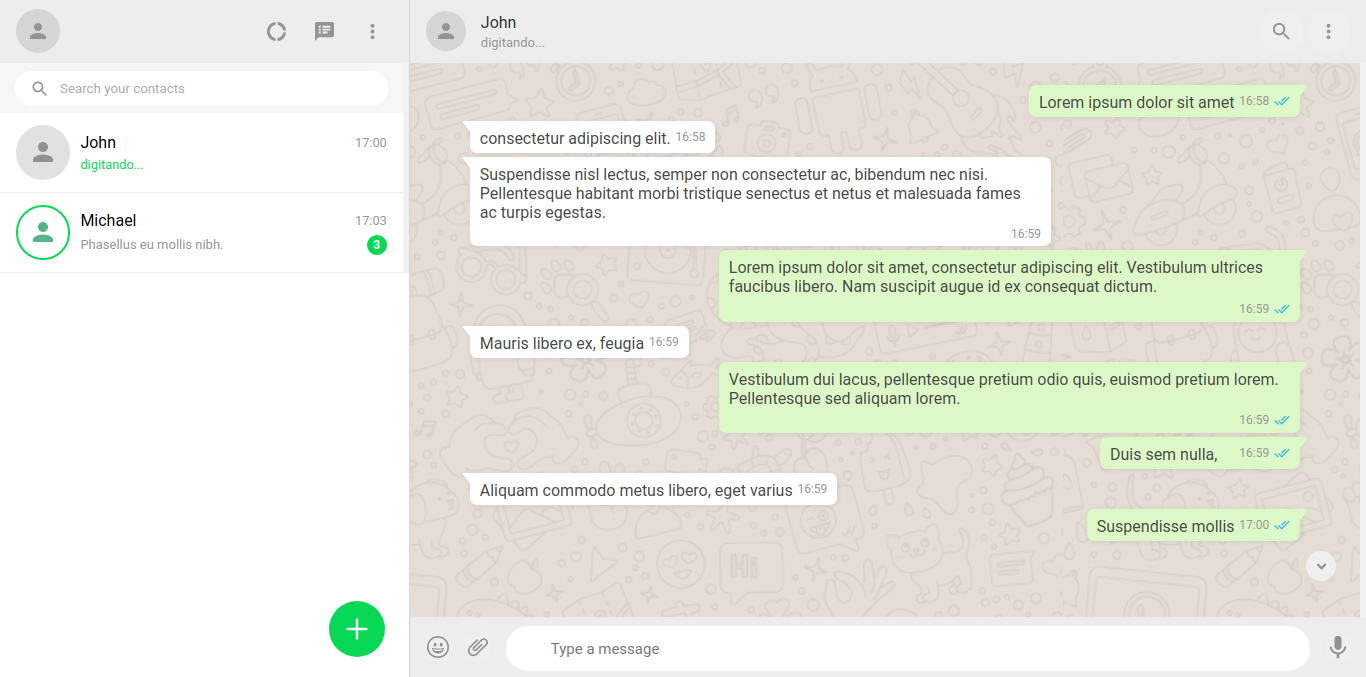 John
digitando...
Search your contacts
John
17:00
digitando...
Michael
17:03
Phasellus eu mollis nibh.
3
Lorem ipsum dolor sit amet 16:58
consectetur adipiscing elit. 16:58
Suspendisse nisl lectus, semper non consectetur ac, bibendum nec nisi.
Pellentesque habitant morbi tristique senectus et netus et malesuada fames
ac turpis egestas.
16:59
Lorem ipsum dolor sit amet, consectetur adipiscing elit. Vestibulum ultrices
faucibus libero. Nam suscipit augue id ex consequat dictum.
16:59
Mauris libero ex, feugia 16:59
Vestibulum dui lacus, pellentesque pretium odio quis, euismod pretium lorem.
Pellentesque sed aliquam lorem.
16:59
Duis sem nulla, 16:59
Aliquam commodo metus libero, eget varius 16:59
Suspendisse mollis 17:00
Hi
Type a message